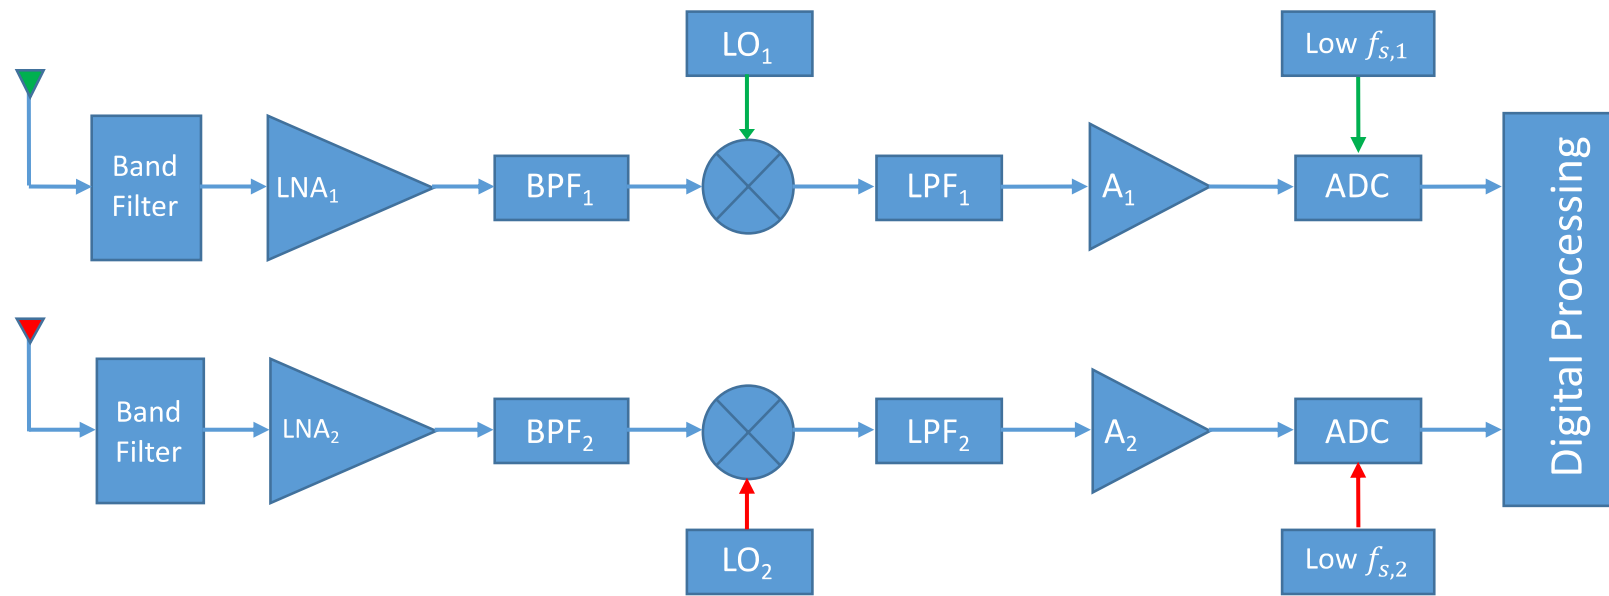 LO₁
Low fₛ,₁
Band
Filter
LNA₁
BPF₁
LPF₁
A₁
ADC
Digital Processing
Band
Filter
LNA₂
BPF₂
LPF₂
A₂
ADC
LO₂
Low fₛ,₂